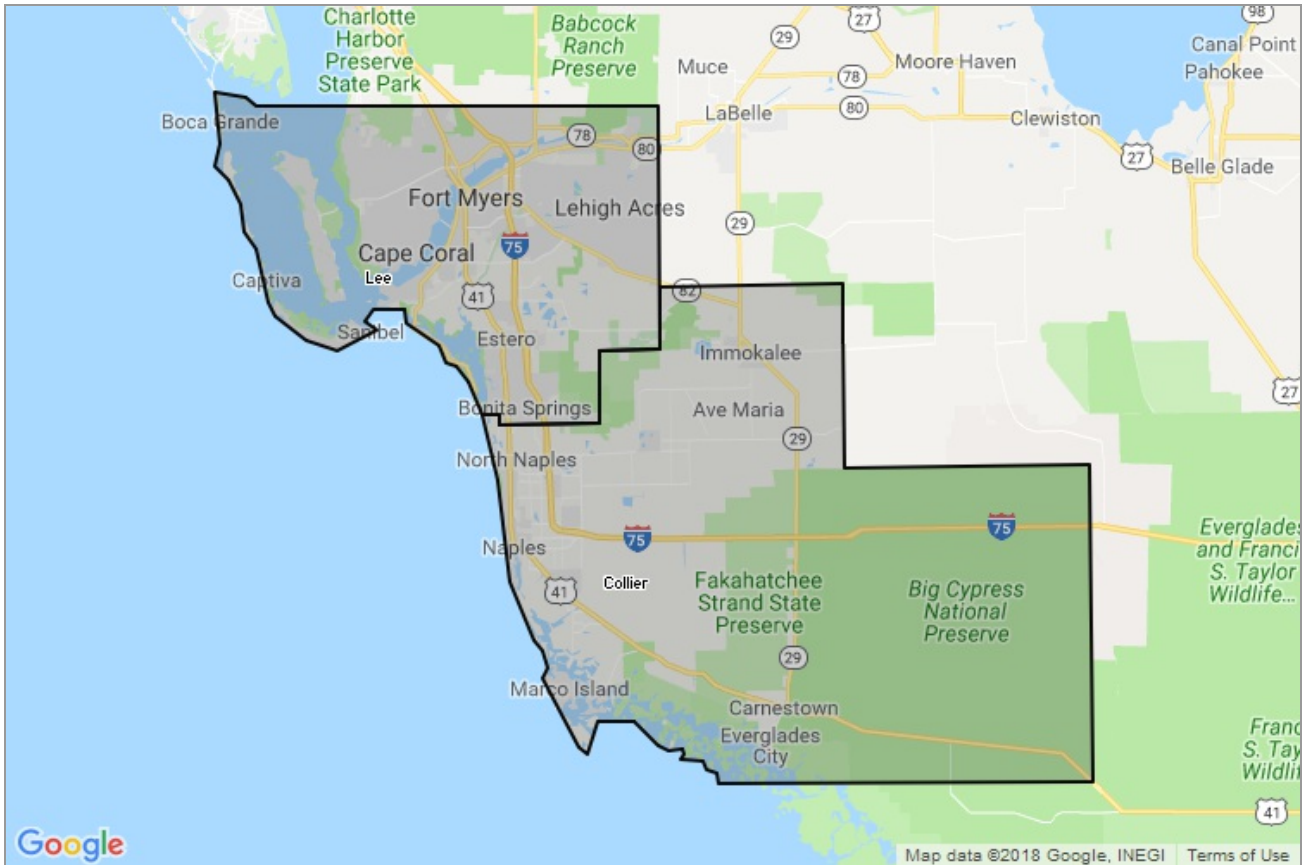 Charlotte
Harbor
Preserve
State Park
Babcock
Ranch
Preserve
27
98
29
Canal Point
Muce
Moore Haven
Pahokee
78
80
Boca Grande
LaBelle
Clewiston
78
80
27
Belle Glade
Fort Myers
Lehigh Acres
29
75
Cape Coral
Lee
Captiva
41
82
Sanibel
Estero
Immokalee
27
Bonita Springs
Ave Maria
29
North Naples
75
75
Everglades
and Franci
S. Taylor
Wildlife...
Naples
41
Collier
Fakahatchee
Strand State
Preserve
Big Cypress
National
Preserve
29
Marco Island
Carnestown
Everglades
City
Franc
S. Tay
Wildlif
41
Google
Map data ©2018 Google, INEGI
Terms of Use